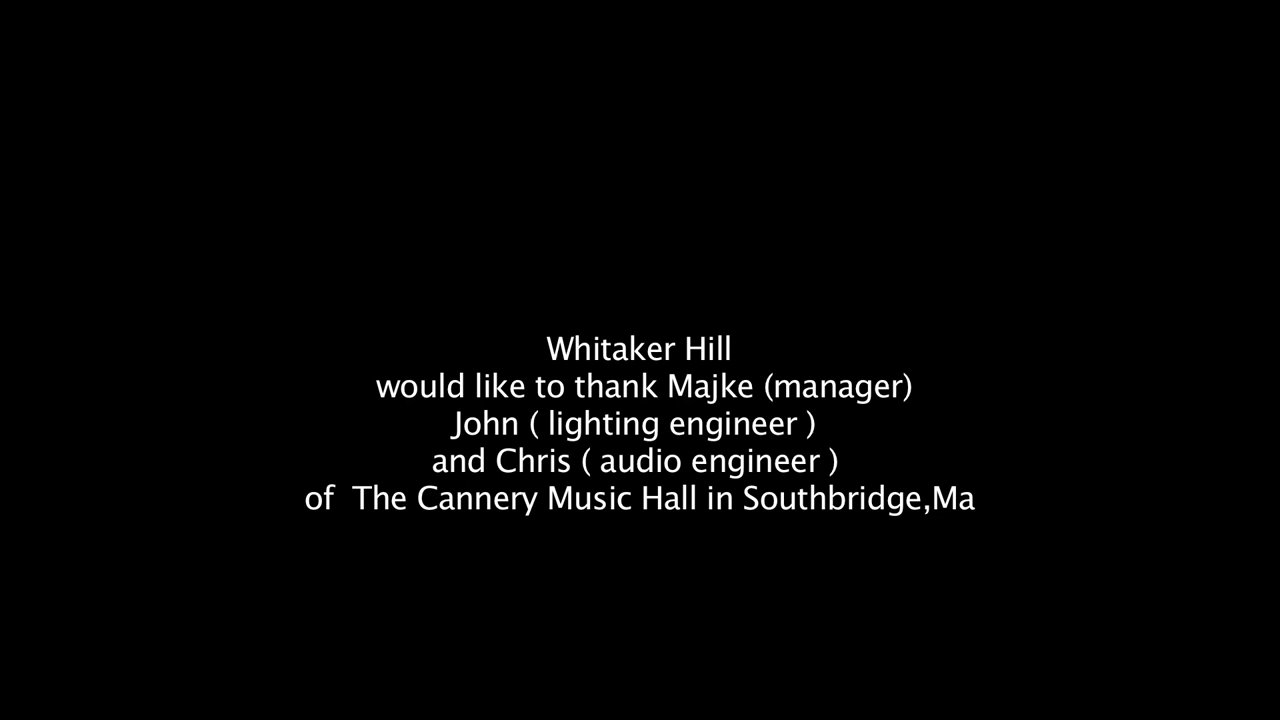 Whitaker Hill
would like to thank Majke (manager)
John ( lighting engineer )
and Chris ( audio engineer )
of  The Cannery Music Hall in Southbridge,Ma